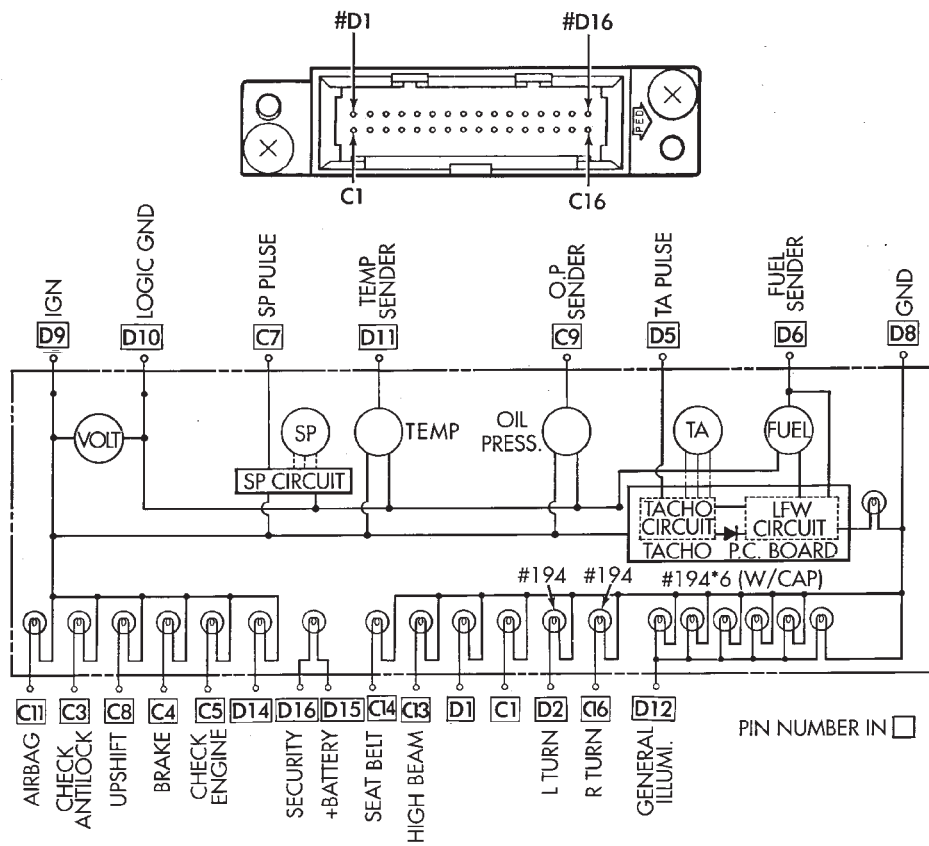 #D1 #D16
PED
C1 C16
IGN
LOGIC GND
SP PULSE
TEMP
SENDER
O.P
SENDER
TA PULSE
FUEL
SENDER
GND
D9 D10 C7 D11 C9 D5 D6 D8
VOLT SP TEMP OIL
PRESS. TA FUEL
SP CIRCUIT
TACHO
CIRCUIT
LFW
CIRCUIT
TACHO P.C. BOARD
#194 #194 #194*6 (W/CAP)
C11 C3 C8 C4 C5 D14 D16 D15 C14 C13 D1 C1 D2 C16 D12
PIN NUMBER IN
AIRBAG
CHECK
ANTILOCK
UPSHIFT
BRAKE
CHECK
ENGINE
SECURITY
+BATTERY
SEAT BELT
HIGH BEAM
L TURN
R TURN
GENERAL
ILLUMI.